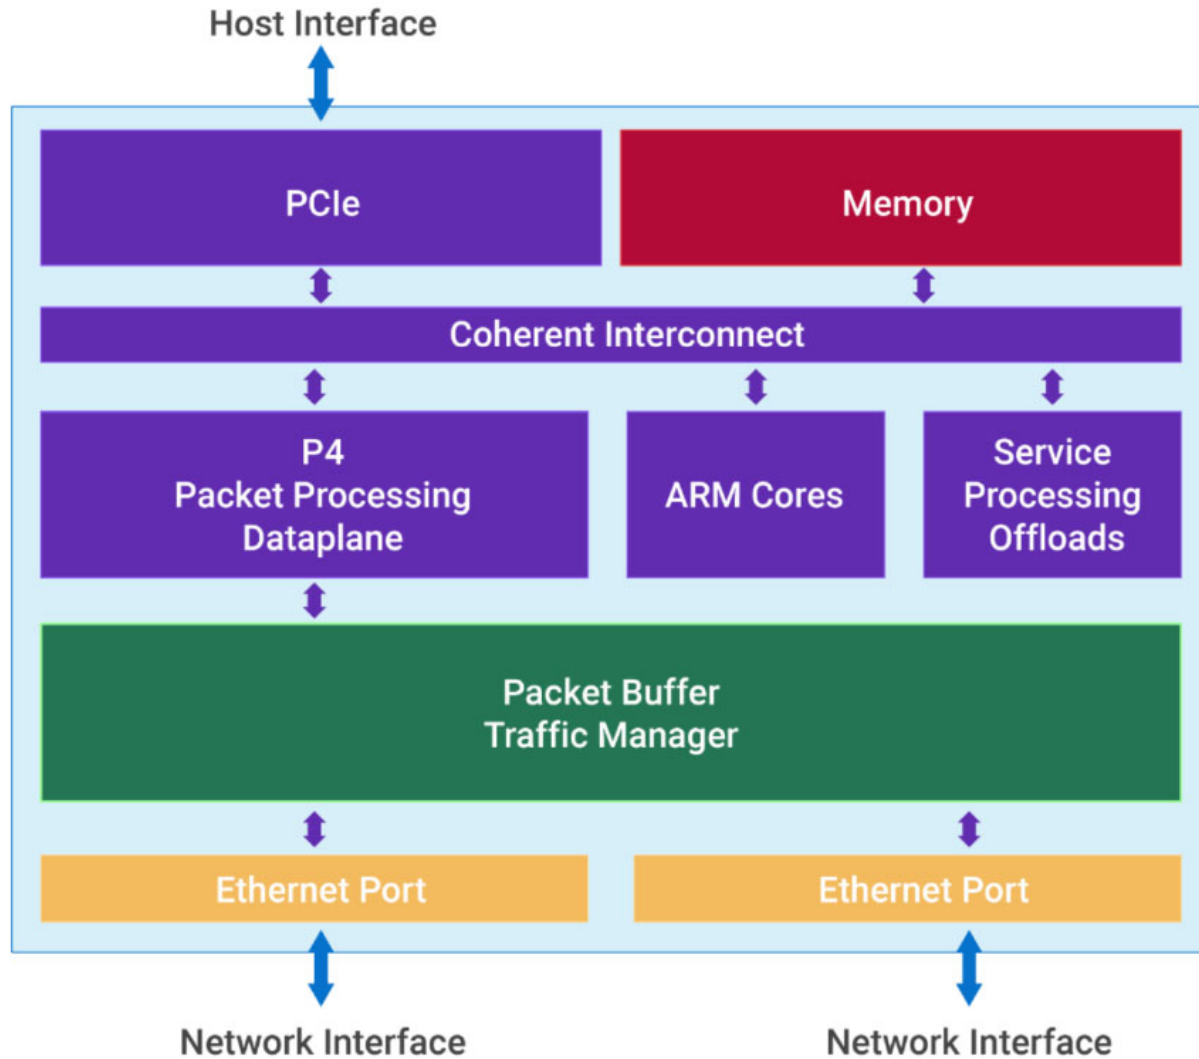 Host Interface
PCIe
Memory
Coherent Interconnect
P4
Packet Processing
Dataplane
ARM Cores
Service
Processing
Offloads
Packet Buffer
Traffic Manager
Ethernet Port
Ethernet Port
Network Interface
Network Interface